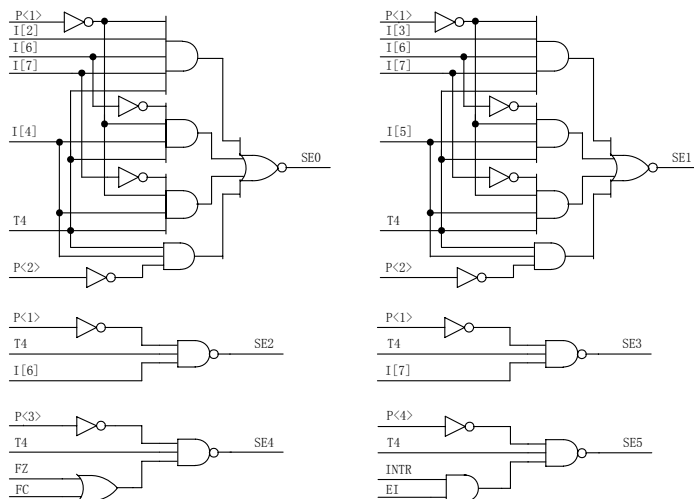 P<1>
I[2]
I[6]
I[7]
I[4]
SE0
T4
P<2>
P<1>
I[3]
I[6]
I[7]
I[5]
SE1
T4
P<2>
P<1>
T4
SE2
I[6]
P<1>
T4
SE3
I[7]
P<3>
T4
SE4
FZ
FC
P<4>
T4
SE5
INTR
EI